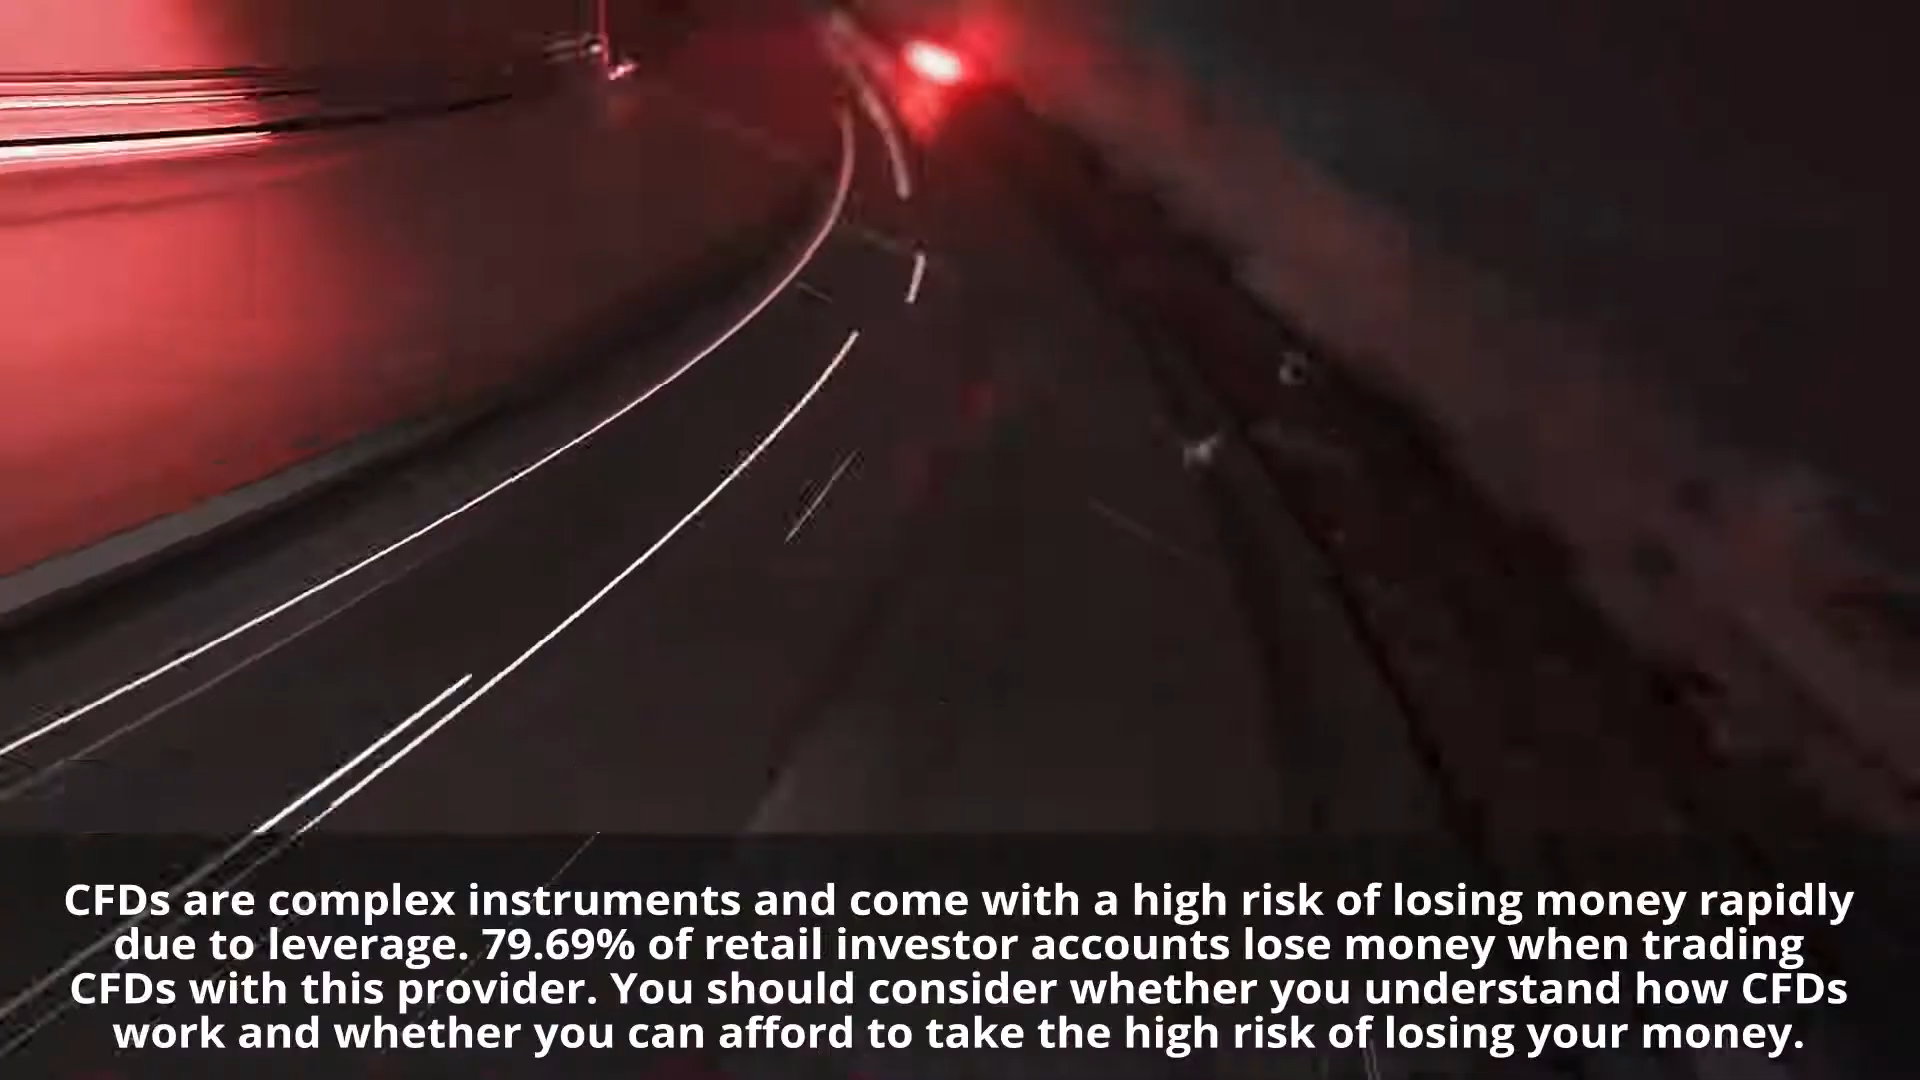 CFDs are complex instruments and come with a high risk of losing money rapidly
due to leverage. 79.69% of retail investor accounts lose money when trading
CFDs with this provider. You should consider whether you understand how CFDs
work and whether you can afford to take the high risk of losing your money.